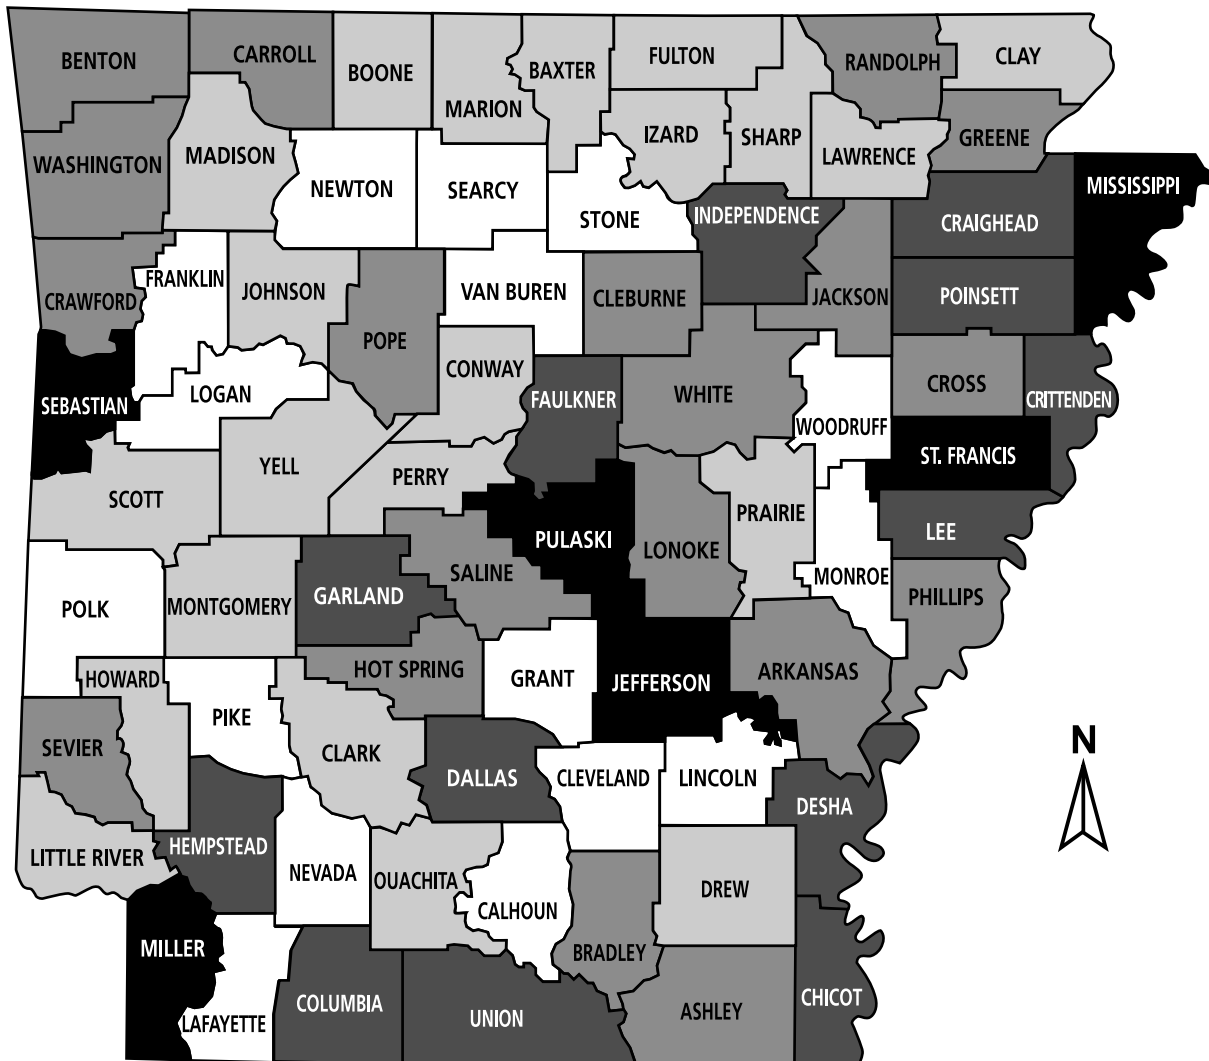 BENTON
CARROLL
BOONE
MARION
BAXTER
FULTON
RANDOLPH
CLAY
WASHINGTON
MADISON
NEWTON
SEARCY
STONE
IZARD
SHARP
LAWRENCE
GREENE
MISSISSIPPI
INDEPENDENCE
CRAIGHEAD
CRAWFORD
FRANKLIN
JOHNSON
POPE
VAN BUREN
CLEBURNE
JACKSON
POINSETT
SEBASTIAN
LOGAN
CONWAY
FAULKNER
WHITE
WOODRUFF
CROSS
CRITTENDEN
SCOTT
YELL
PERRY
PULASKI
LONOKE
PRAIRIE
ST. FRANCIS
LEE
POLK
MONTGOMERY
GARLAND
SALINE
MONROE
PHILLIPS
HOWARD
PIKE
HOT SPRING
GRANT
JEFFERSON
ARKANSAS
SEVIER
CLARK
DALLAS
CLEVELAND
LINCOLN
DESHA
N
LITTLE RIVER
HEMPSTEAD
NEVADA
OUACHITA
CALHOUN
DREW
MILLER
LAFAYETTE
COLUMBIA
UNION
BRADLEY
ASHLEY
CHICOT